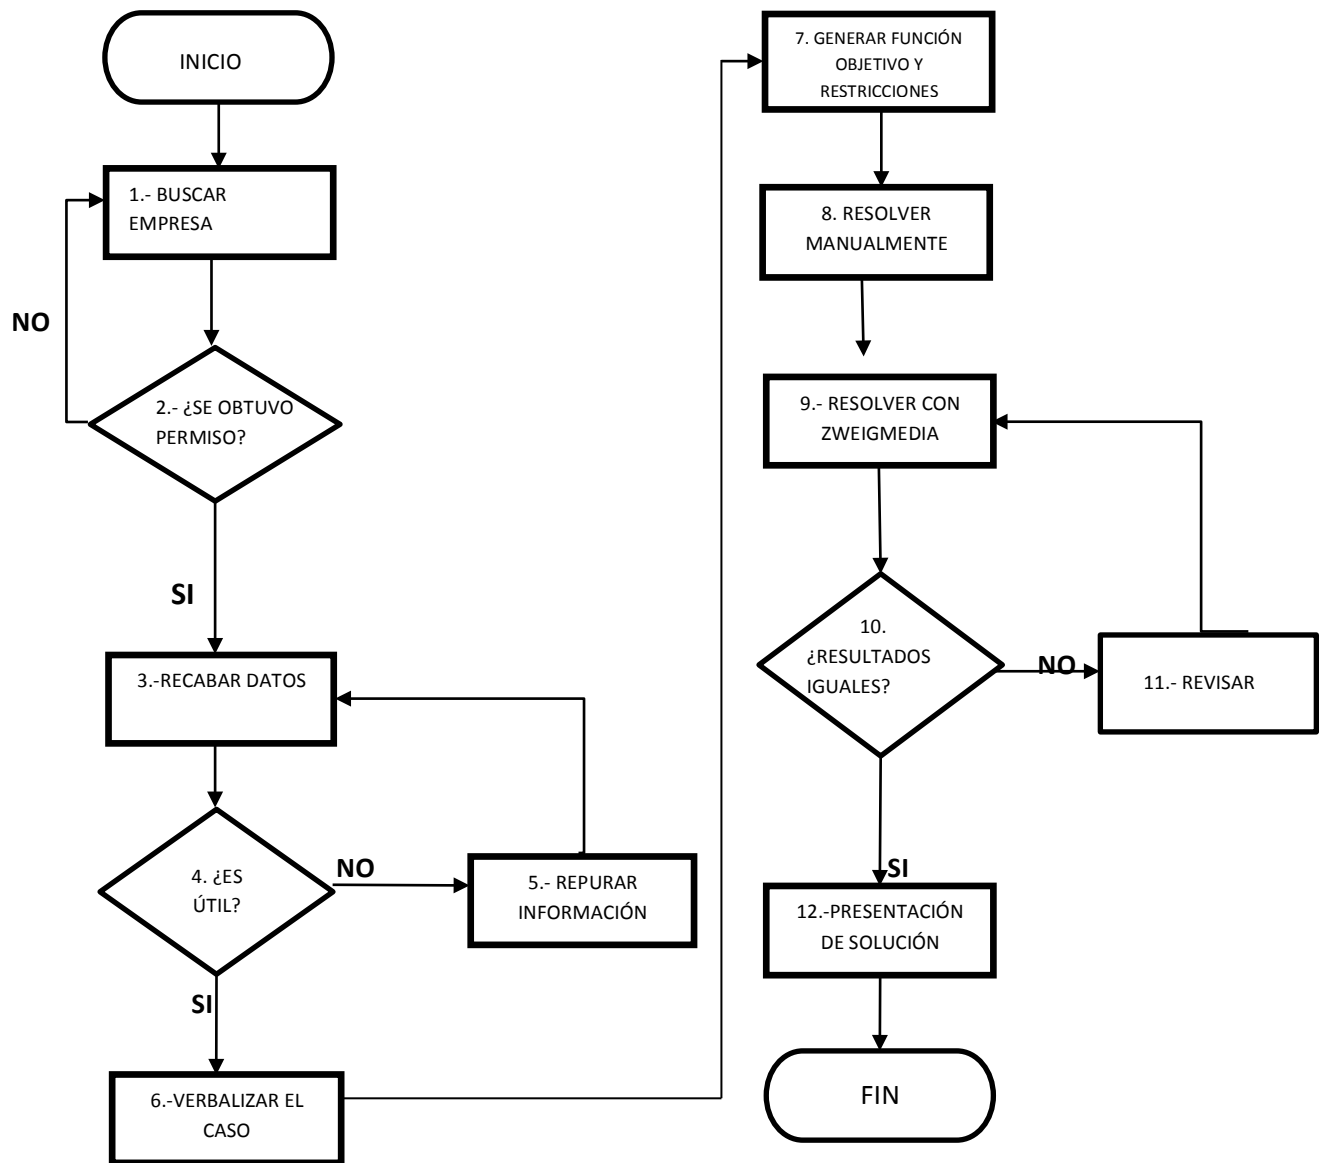 INICIO
1.- BUSCAR
EMPRESA
NO
2.- ¿SE OBTUVO
PERMISO?
SI
3.-RECABAR DATOS
4. ¿ES
ÚTIL?
NO
5.- REPURAR
INFORMACIÓN
SI
6.-VERBALIZAR EL
CASO
7. GENERAR FUNCIÓN
OBJETIVO Y
RESTRICCIONES
8. RESOLVER
MANUALMENTE
9.- RESOLVER CON
ZWEIGMEDIA
10.
¿RESULTADOS
IGUALES?
NO
11.- REVISAR
SI
12.-PRESENTACIÓN
DE SOLUCIÓN
FIN